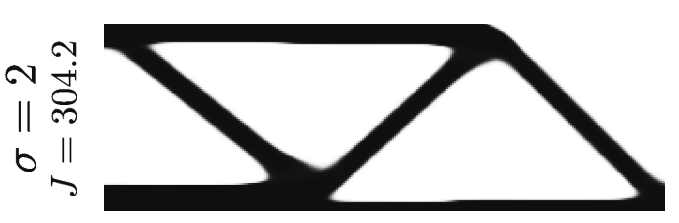 σ = 2
J = 304.2